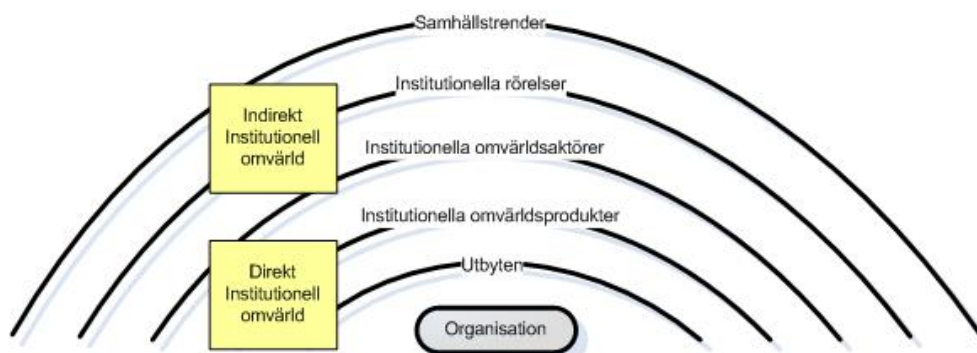 Samhällstrender
Institutionella rörelser
Indirekt
Institutionell
omvärld
Institutionella omvärldsaktörer
Institutionella omvärldsprodukter
Direkt
Institutionell
omvärld
Utbyten
Organisation